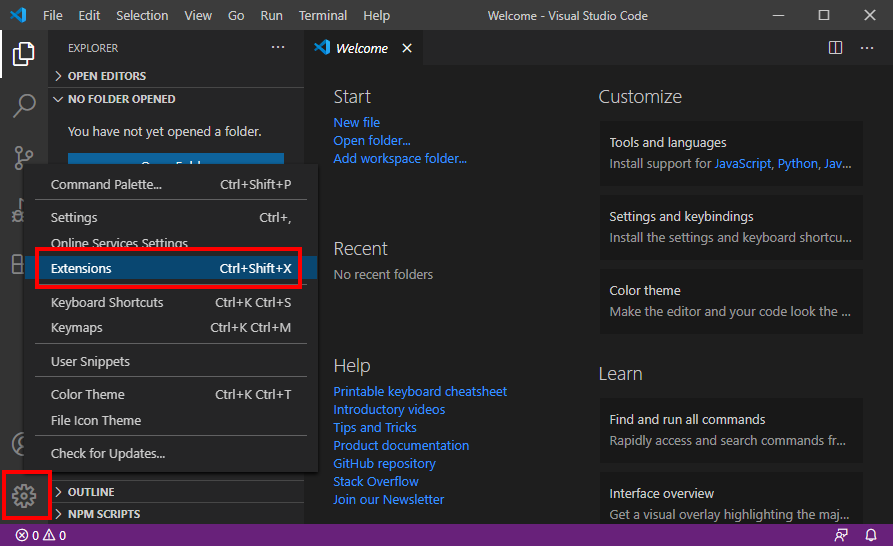 File Edit Selection View Go Run Terminal Help Welcome - Visual Studio Code
EXPLORER
OPEN EDITORS
NO FOLDER OPENED
You have not yet opened a folder.
Command Palette... Ctrl+Shift+P
Settings Ctrl+,
Online Services Settings
Extensions Ctrl+Shift+X
Keyboard Shortcuts Ctrl+K Ctrl+S
Keymaps Ctrl+K Ctrl+M
User Snippets
Color Theme Ctrl+K Ctrl+T
File Icon Theme
Check for Updates...
OUTLINE
NPM SCRIPTS
Welcome
Start
New file
Open folder...
Add workspace folder...
Recent
No recent folders
Help
Printable keyboard cheatsheet
Introductory videos
Tips and Tricks
Product documentation
GitHub repository
Stack Overflow
Join our Newsletter
Customize
Tools and languages
Install support for JavaScript, Python, Jav...
Settings and keybindings
Install the settings and keyboard shortcu...
Color theme
Make the editor and your code look the ...
Learn
Find and run all commands
Rapidly access and search commands fr...
Interface overview
Get a visual overlay highlighting the maj...
0 0